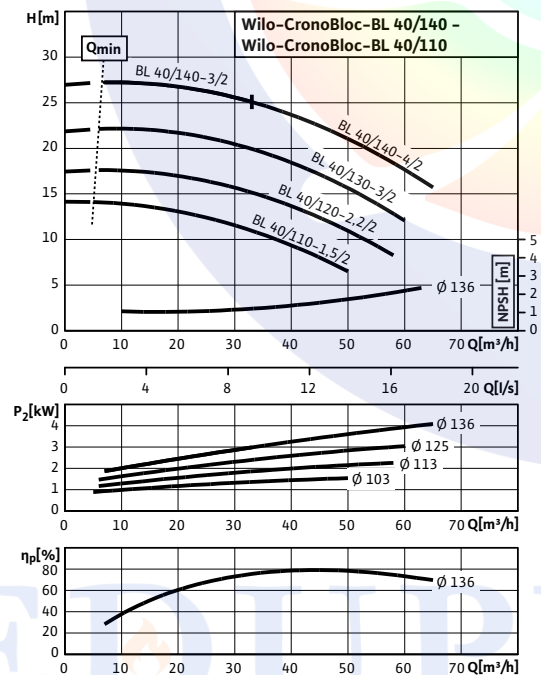 H[m]
Wilo-CronoBloc-BL 40/140 –
Wilo-CronoBloc-BL 40/110
Qmin
30
25
20
15
10
5
0
BL 40/140-3/2
BL 40/140-4/2
BL 40/130-3/2
BL 40/120-2,2/2
BL 40/110-1,5/2
Ø 136
5
4
3
2
1
0
NPSH [m]
0 10 20 30 40 50 60 70 Q[m³/h]
0 4 8 12 16 20 Q[l/s]
P₂[kW]
4
3
2
1
0
Ø 136
Ø 125
Ø 113
Ø 103
0 10 20 30 40 50 60 Q[m³/h]
ηp[%]
80
60
40
20
0
Ø 136
0 10 20 30 40 50 60 70 Q[m³/h]